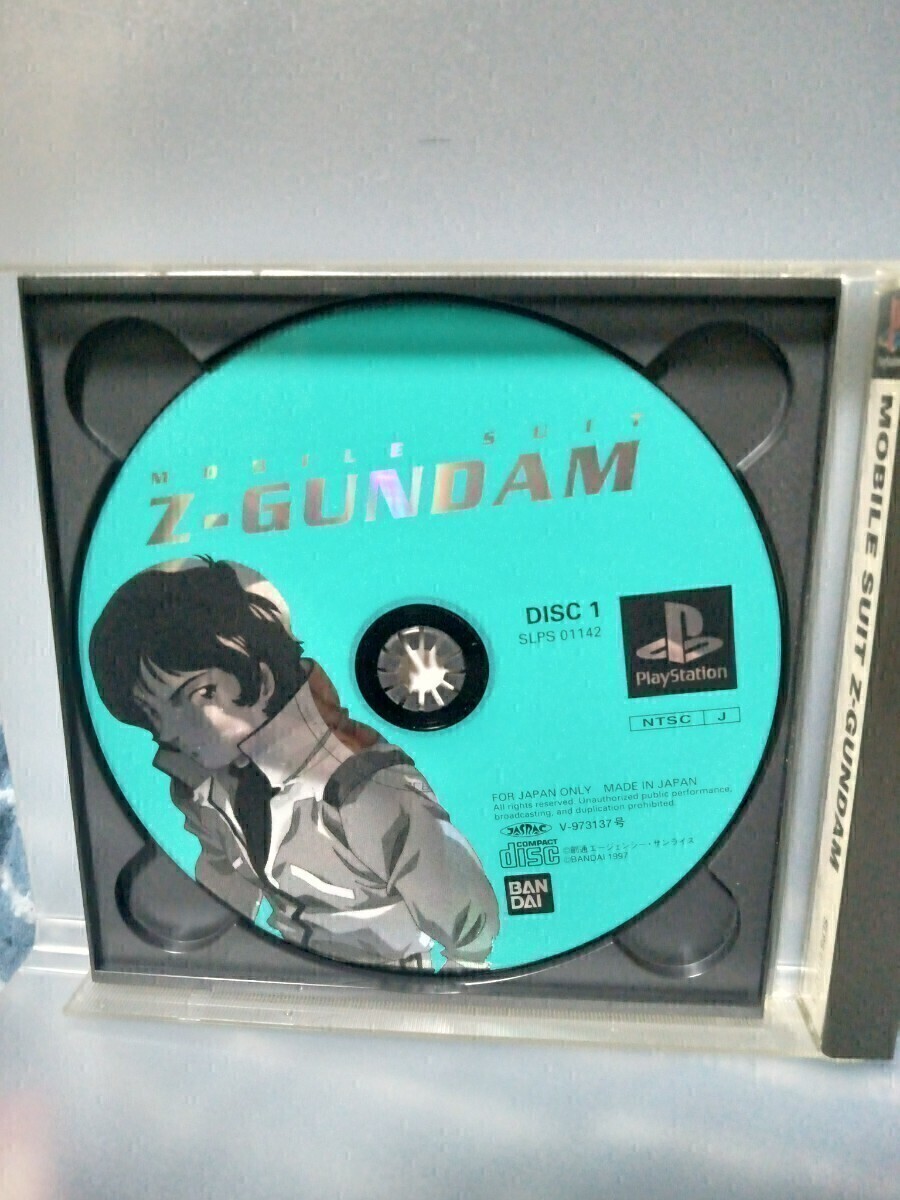 MOBILE SUIT
Z-GUNDAM
DISC 1
SLPS 01142
PlayStation
NTSC J
FOR JAPAN ONLY MADE IN JAPAN
All rights reserved. Unauthorized public performance,
broadcasting, and duplication prohibited.
JASRAC V-973137号
COMPACT
disc
©創通エージェンシー・サンライズ
©BANDAI 1997
BAN
DAI
MOBILE SUIT Z-GUNDAM